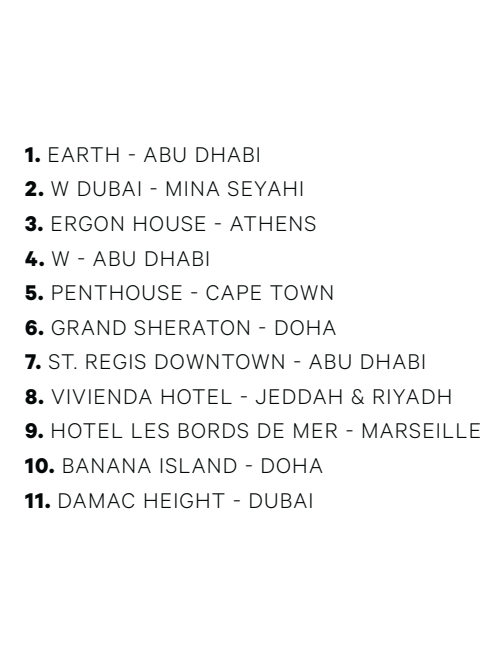 1. EARTH - ABU DHABI
2. W DUBAI - MINA SEYAHI
3. ERGON HOUSE - ATHENS
4. W - ABU DHABI
5. PENTHOUSE - CAPE TOWN
6. GRAND SHERATON - DOHA
7. ST. REGIS DOWNTOWN - ABU DHABI
8. VIVIENDA HOTEL - JEDDAH & RIYADH
9. HOTEL LES BORDS DE MER - MARSEILLE
10. BANANA ISLAND - DOHA
11. DAMAC HEIGHT - DUBAI